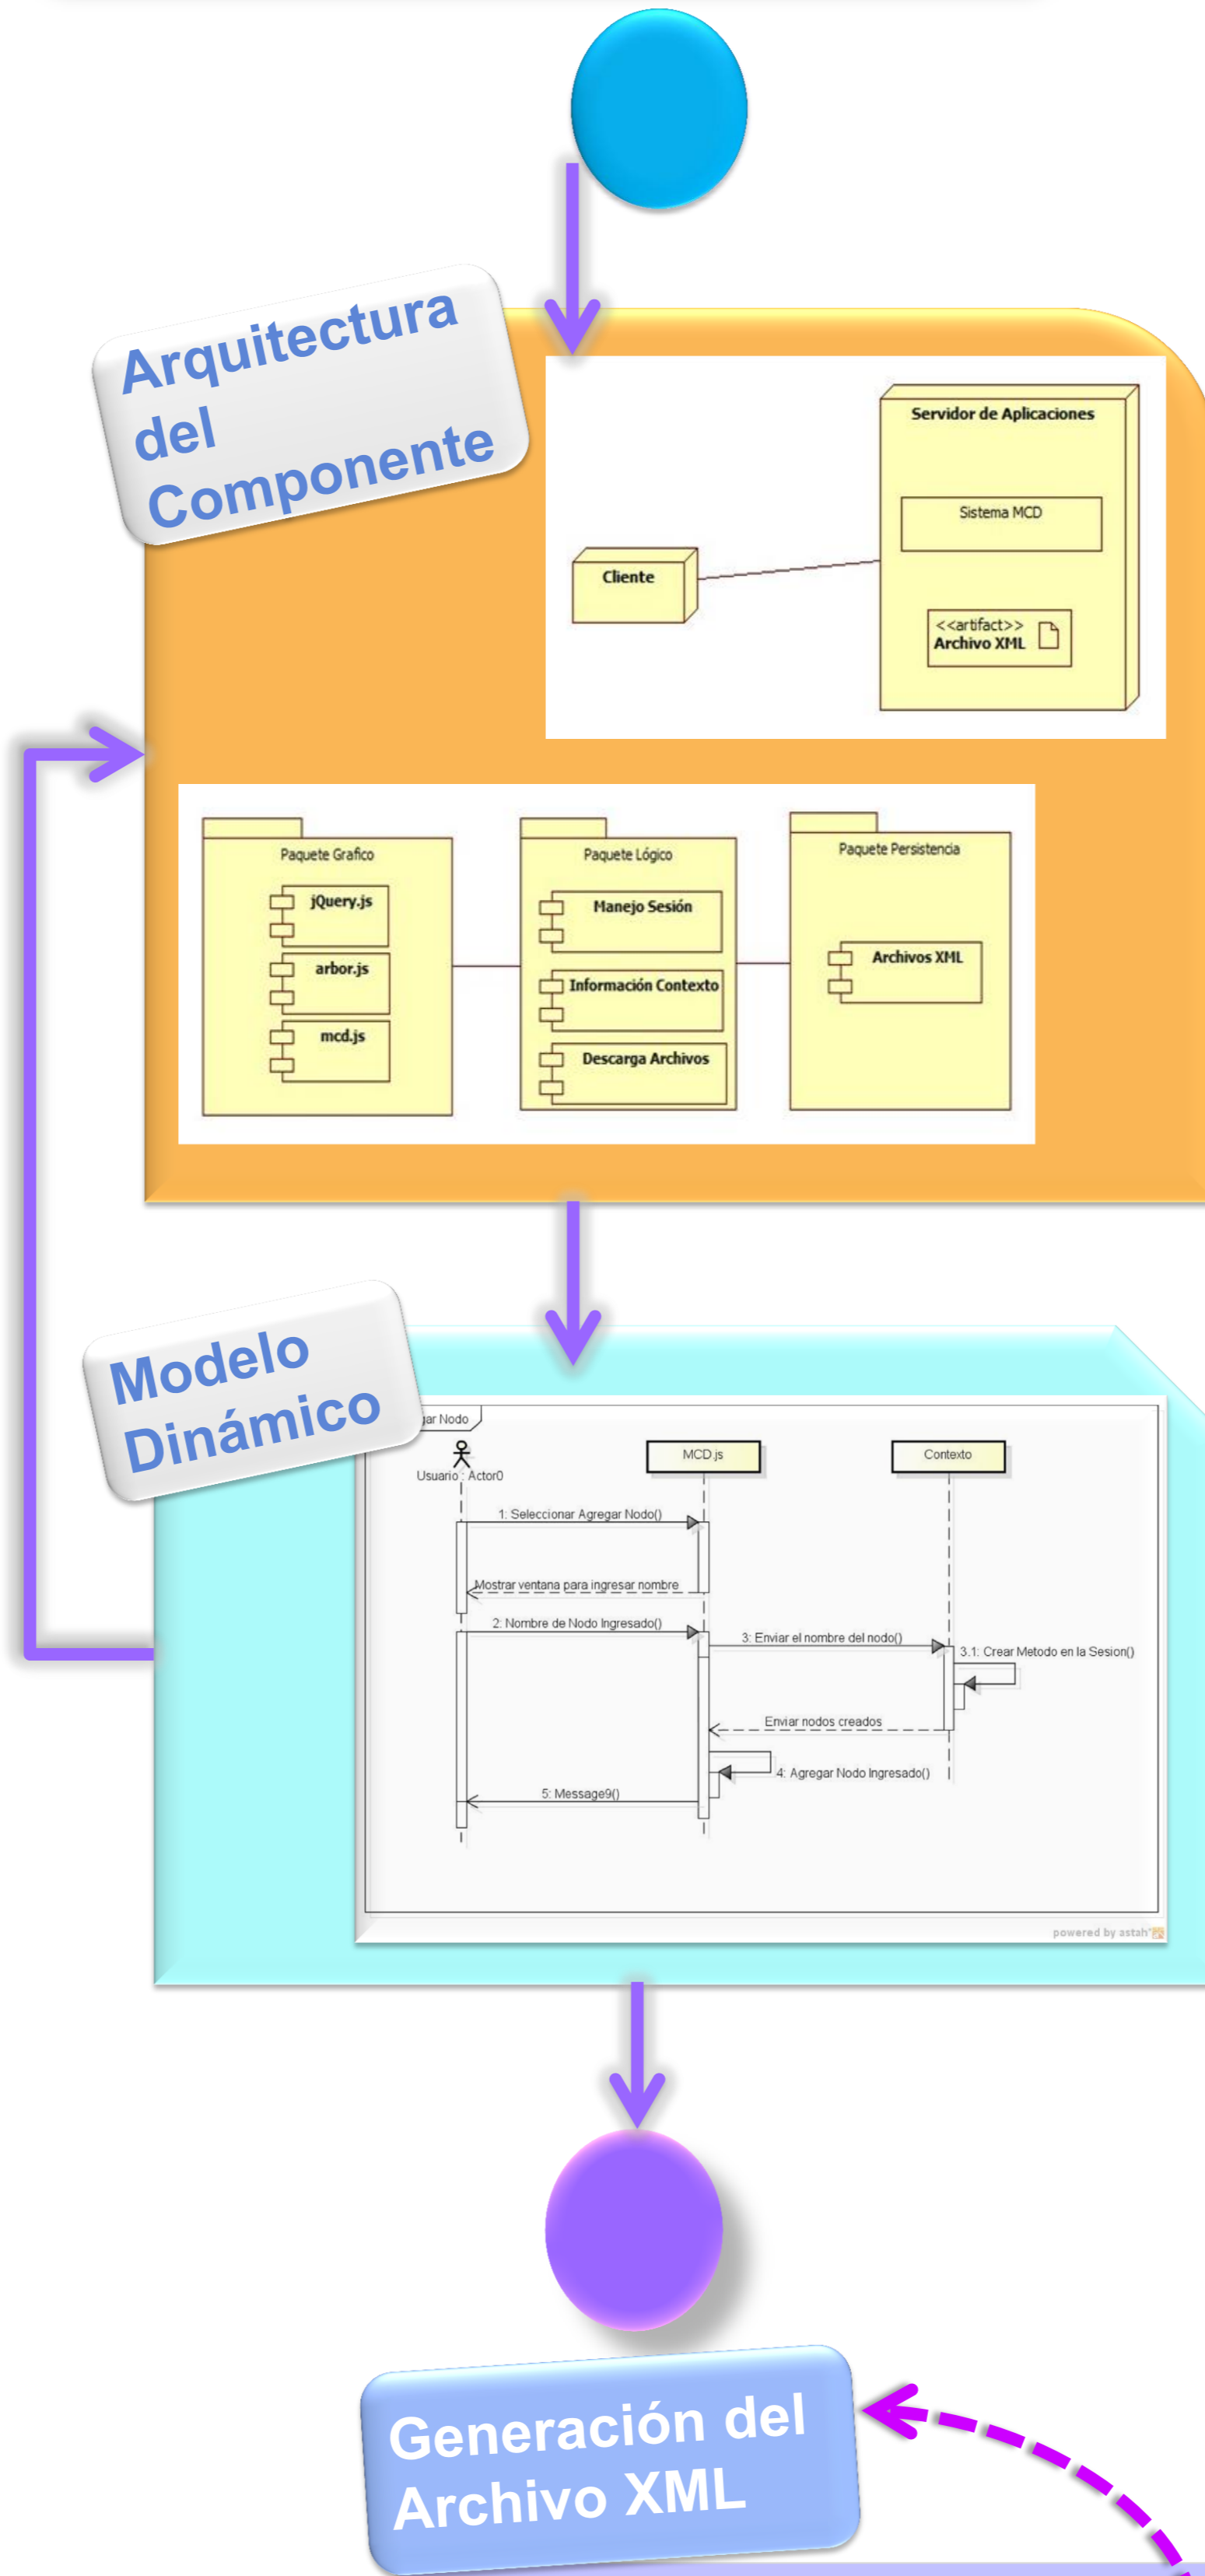 Arquitectura
del
Componente
Servidor de Aplicaciones
Sistema MCD
Cliente
<<artifact>>
Archivo XML
Paquete Grafico
jQuery.js
arbor.js
mcd.js
Paquete Lógico
Manejo Sesión
Información Contexto
Descarga Archivos
Paquete Persistencia
Archivos XML
Modelo
Dinámico
Nodo
Usuario : Actor0
MCD.js
Contexto
1: Seleccionar Agregar Nodo()
Mostrar ventana para ingresar nombre
2: Nombre de Nodo Ingresado()
3: Enviar el nombre del nodo()
3.1: Crear Metodo en la Sesion()
Enviar nodos creados
4: Agregar Nodo Ingresado()
5: Message9()
powered by astah*
Generación del
Archivo XML